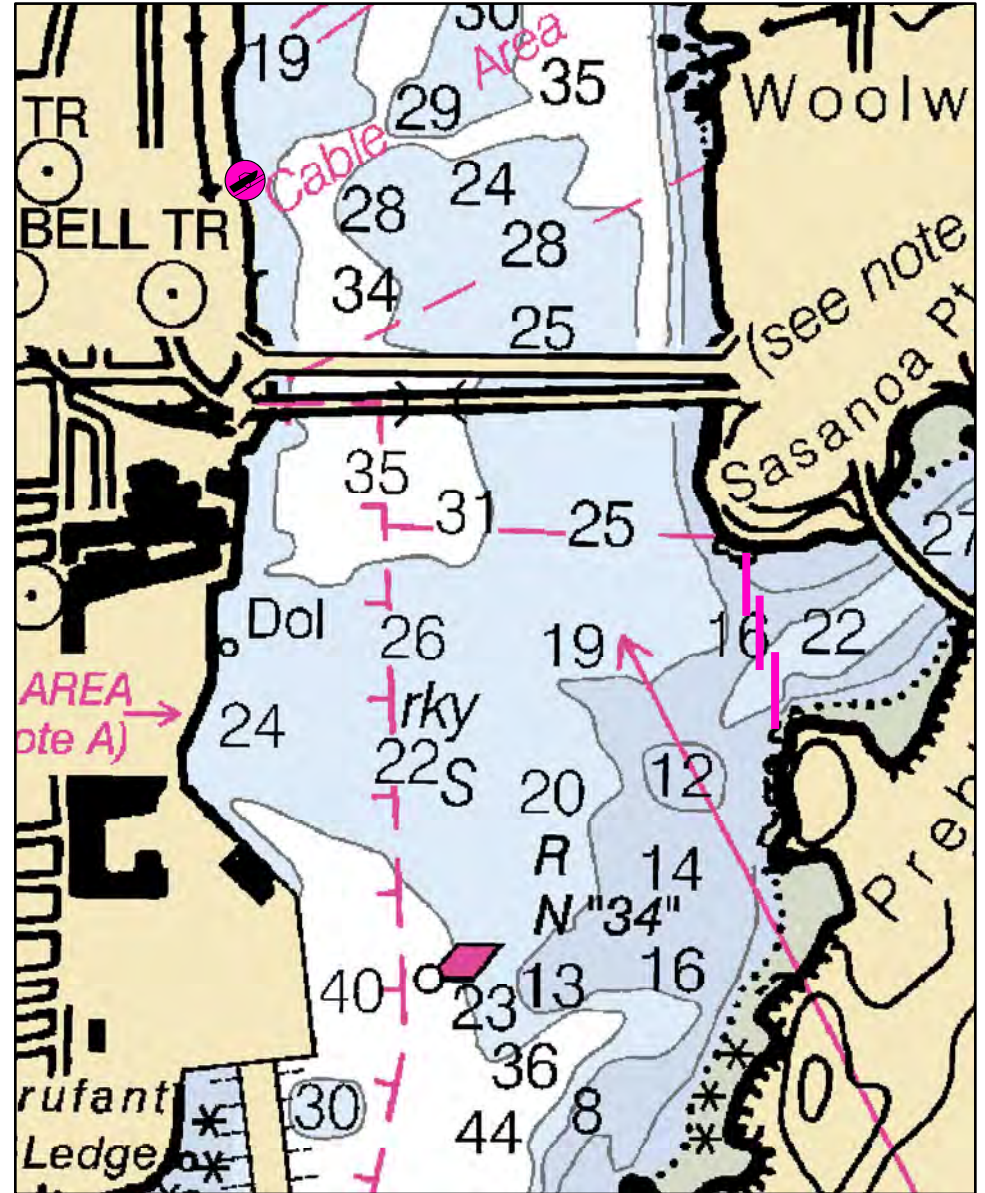 30
19
Area
35
29
Woolw
TR
Cable
24
28
28
BELL TR
34
25
(see note
Sasanoa Pt
35
31
25
27
Dol
26
19
16
22
AREA
ote A)
24
rky
22
S
12
20
R
14
N "34"
Preb
16
40
13
23
36
rufant
30
44
8
Ledge